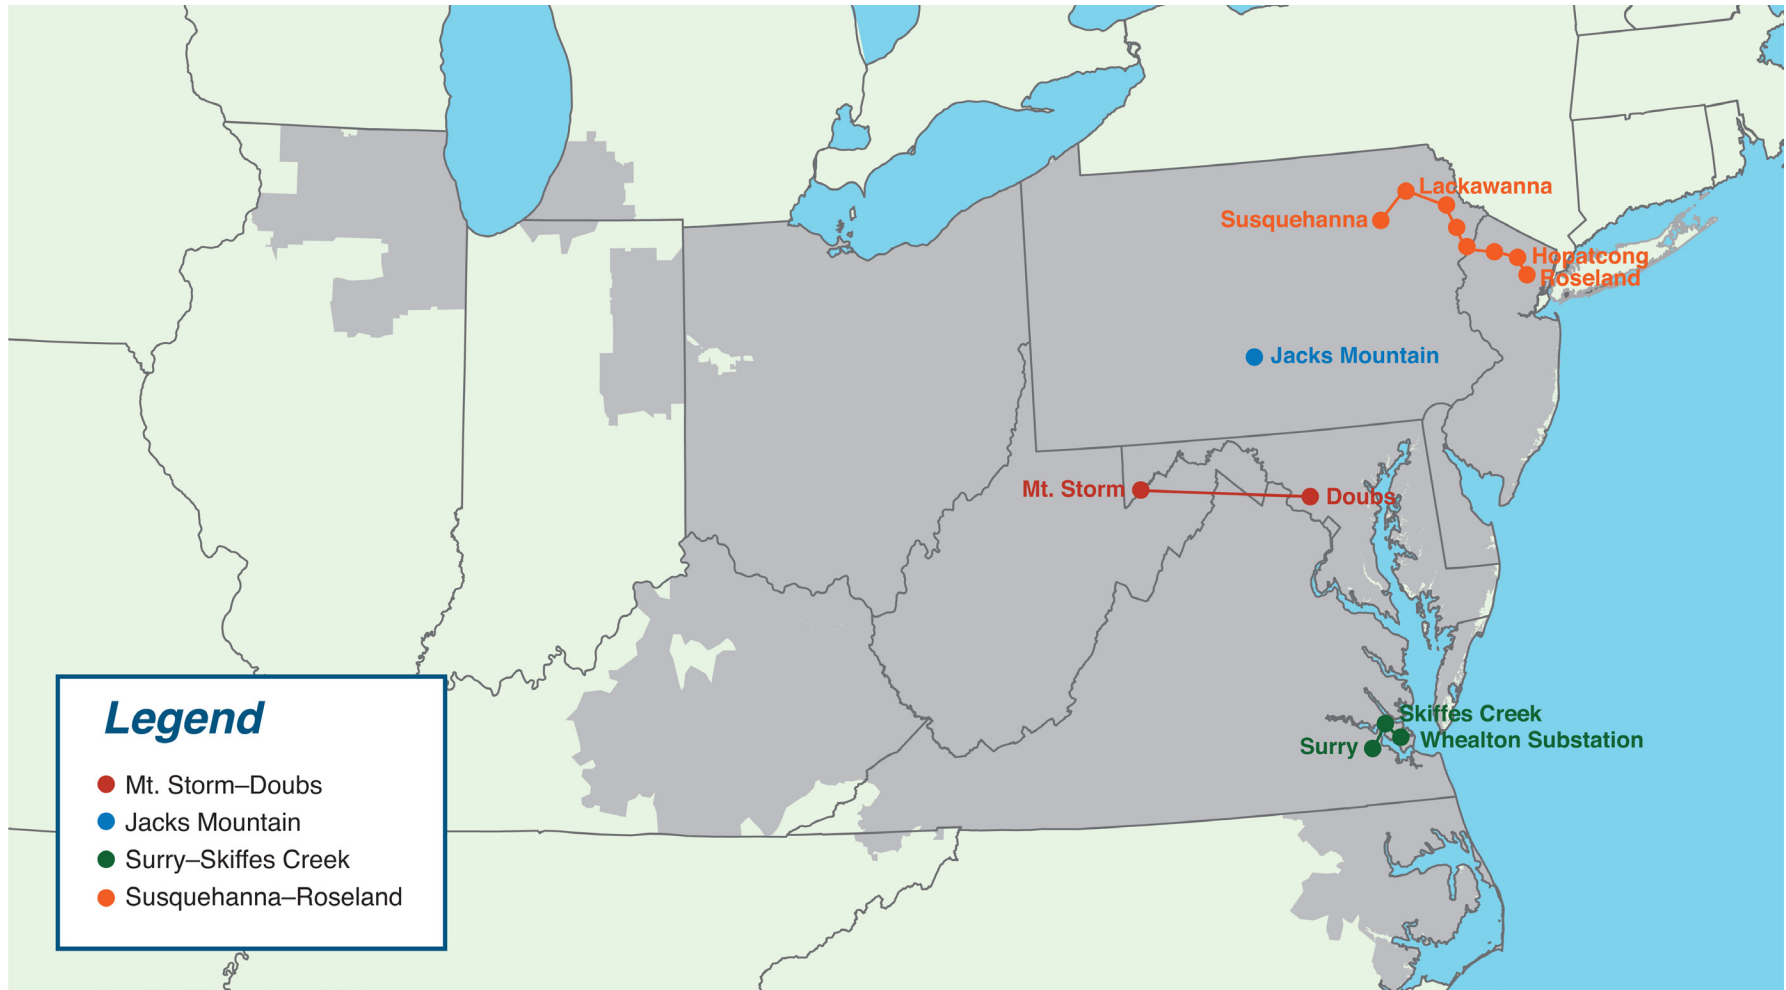 Lackawanna
Susquehanna
Hopatcong
Roseland
Jacks Mountain
Mt. Storm
Doubs
Skiffes Creek
Whealton Substation
Surry
Legend
Mt. Storm–Doubs
Jacks Mountain
Surry–Skiffes Creek
Susquehanna–Roseland